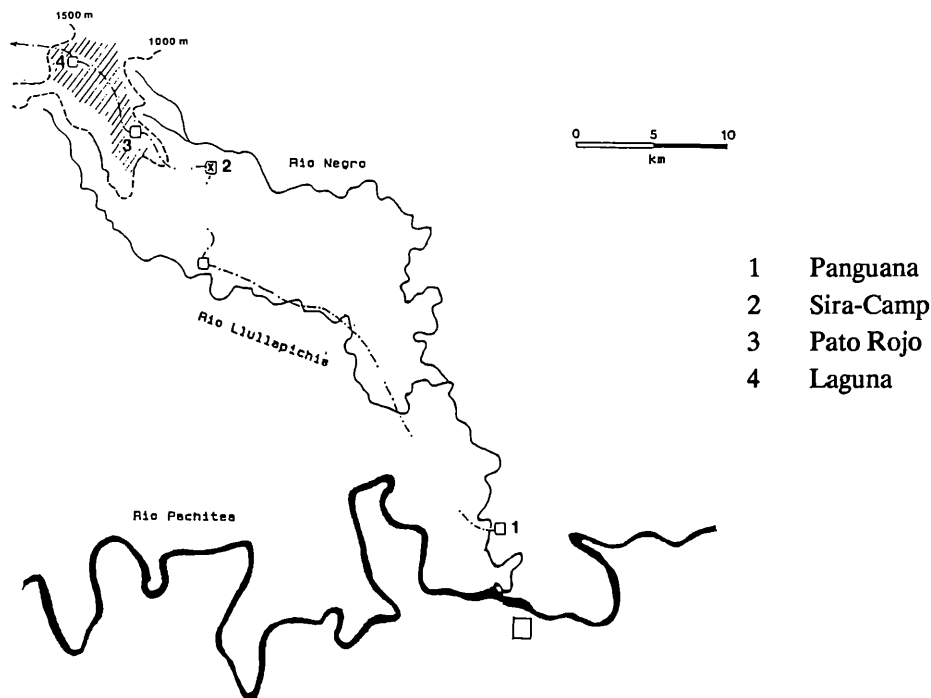 1500 m
1000 m
4
3
2
Rio Negro
0 5 10
km
Rio Llullapichis
1
Rio Pachitea
1 Panguana
2 Sira-Camp
3 Pato Rojo
4 Laguna